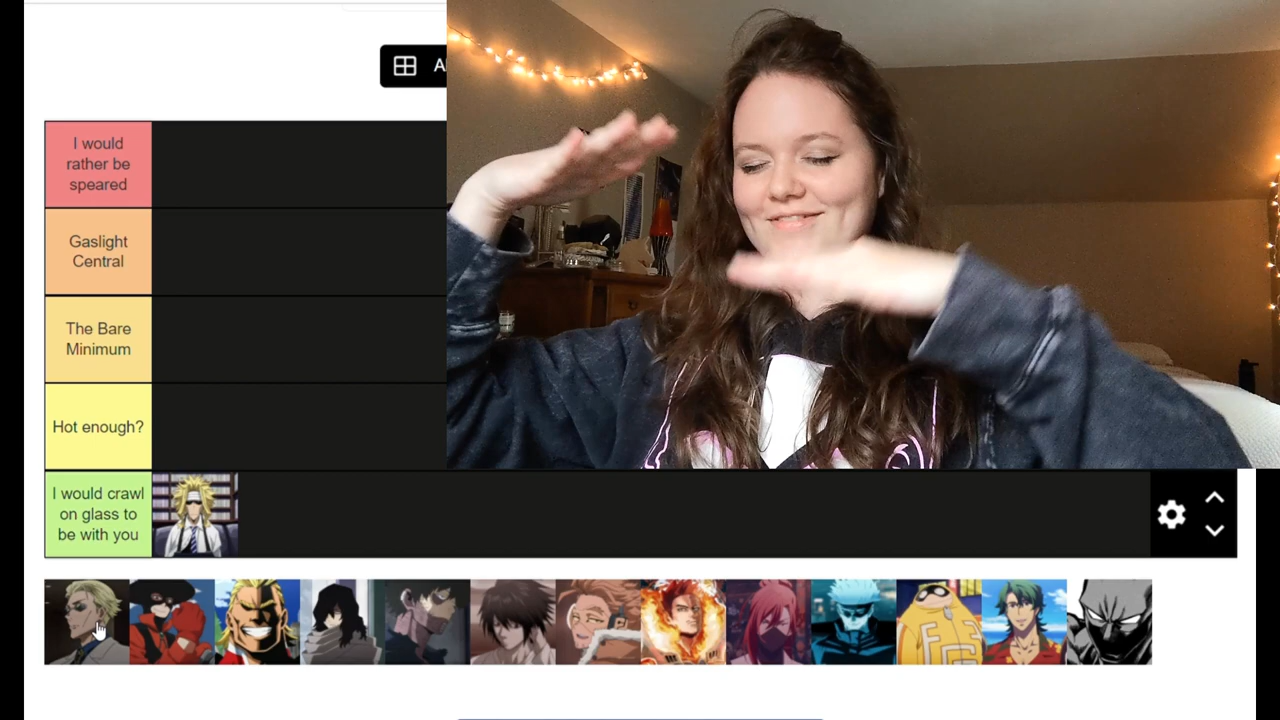 A
I would
rather be
speared
Gaslight
Central
The Bare
Minimum
Hot enough?
I would crawl
on glass to
be with you